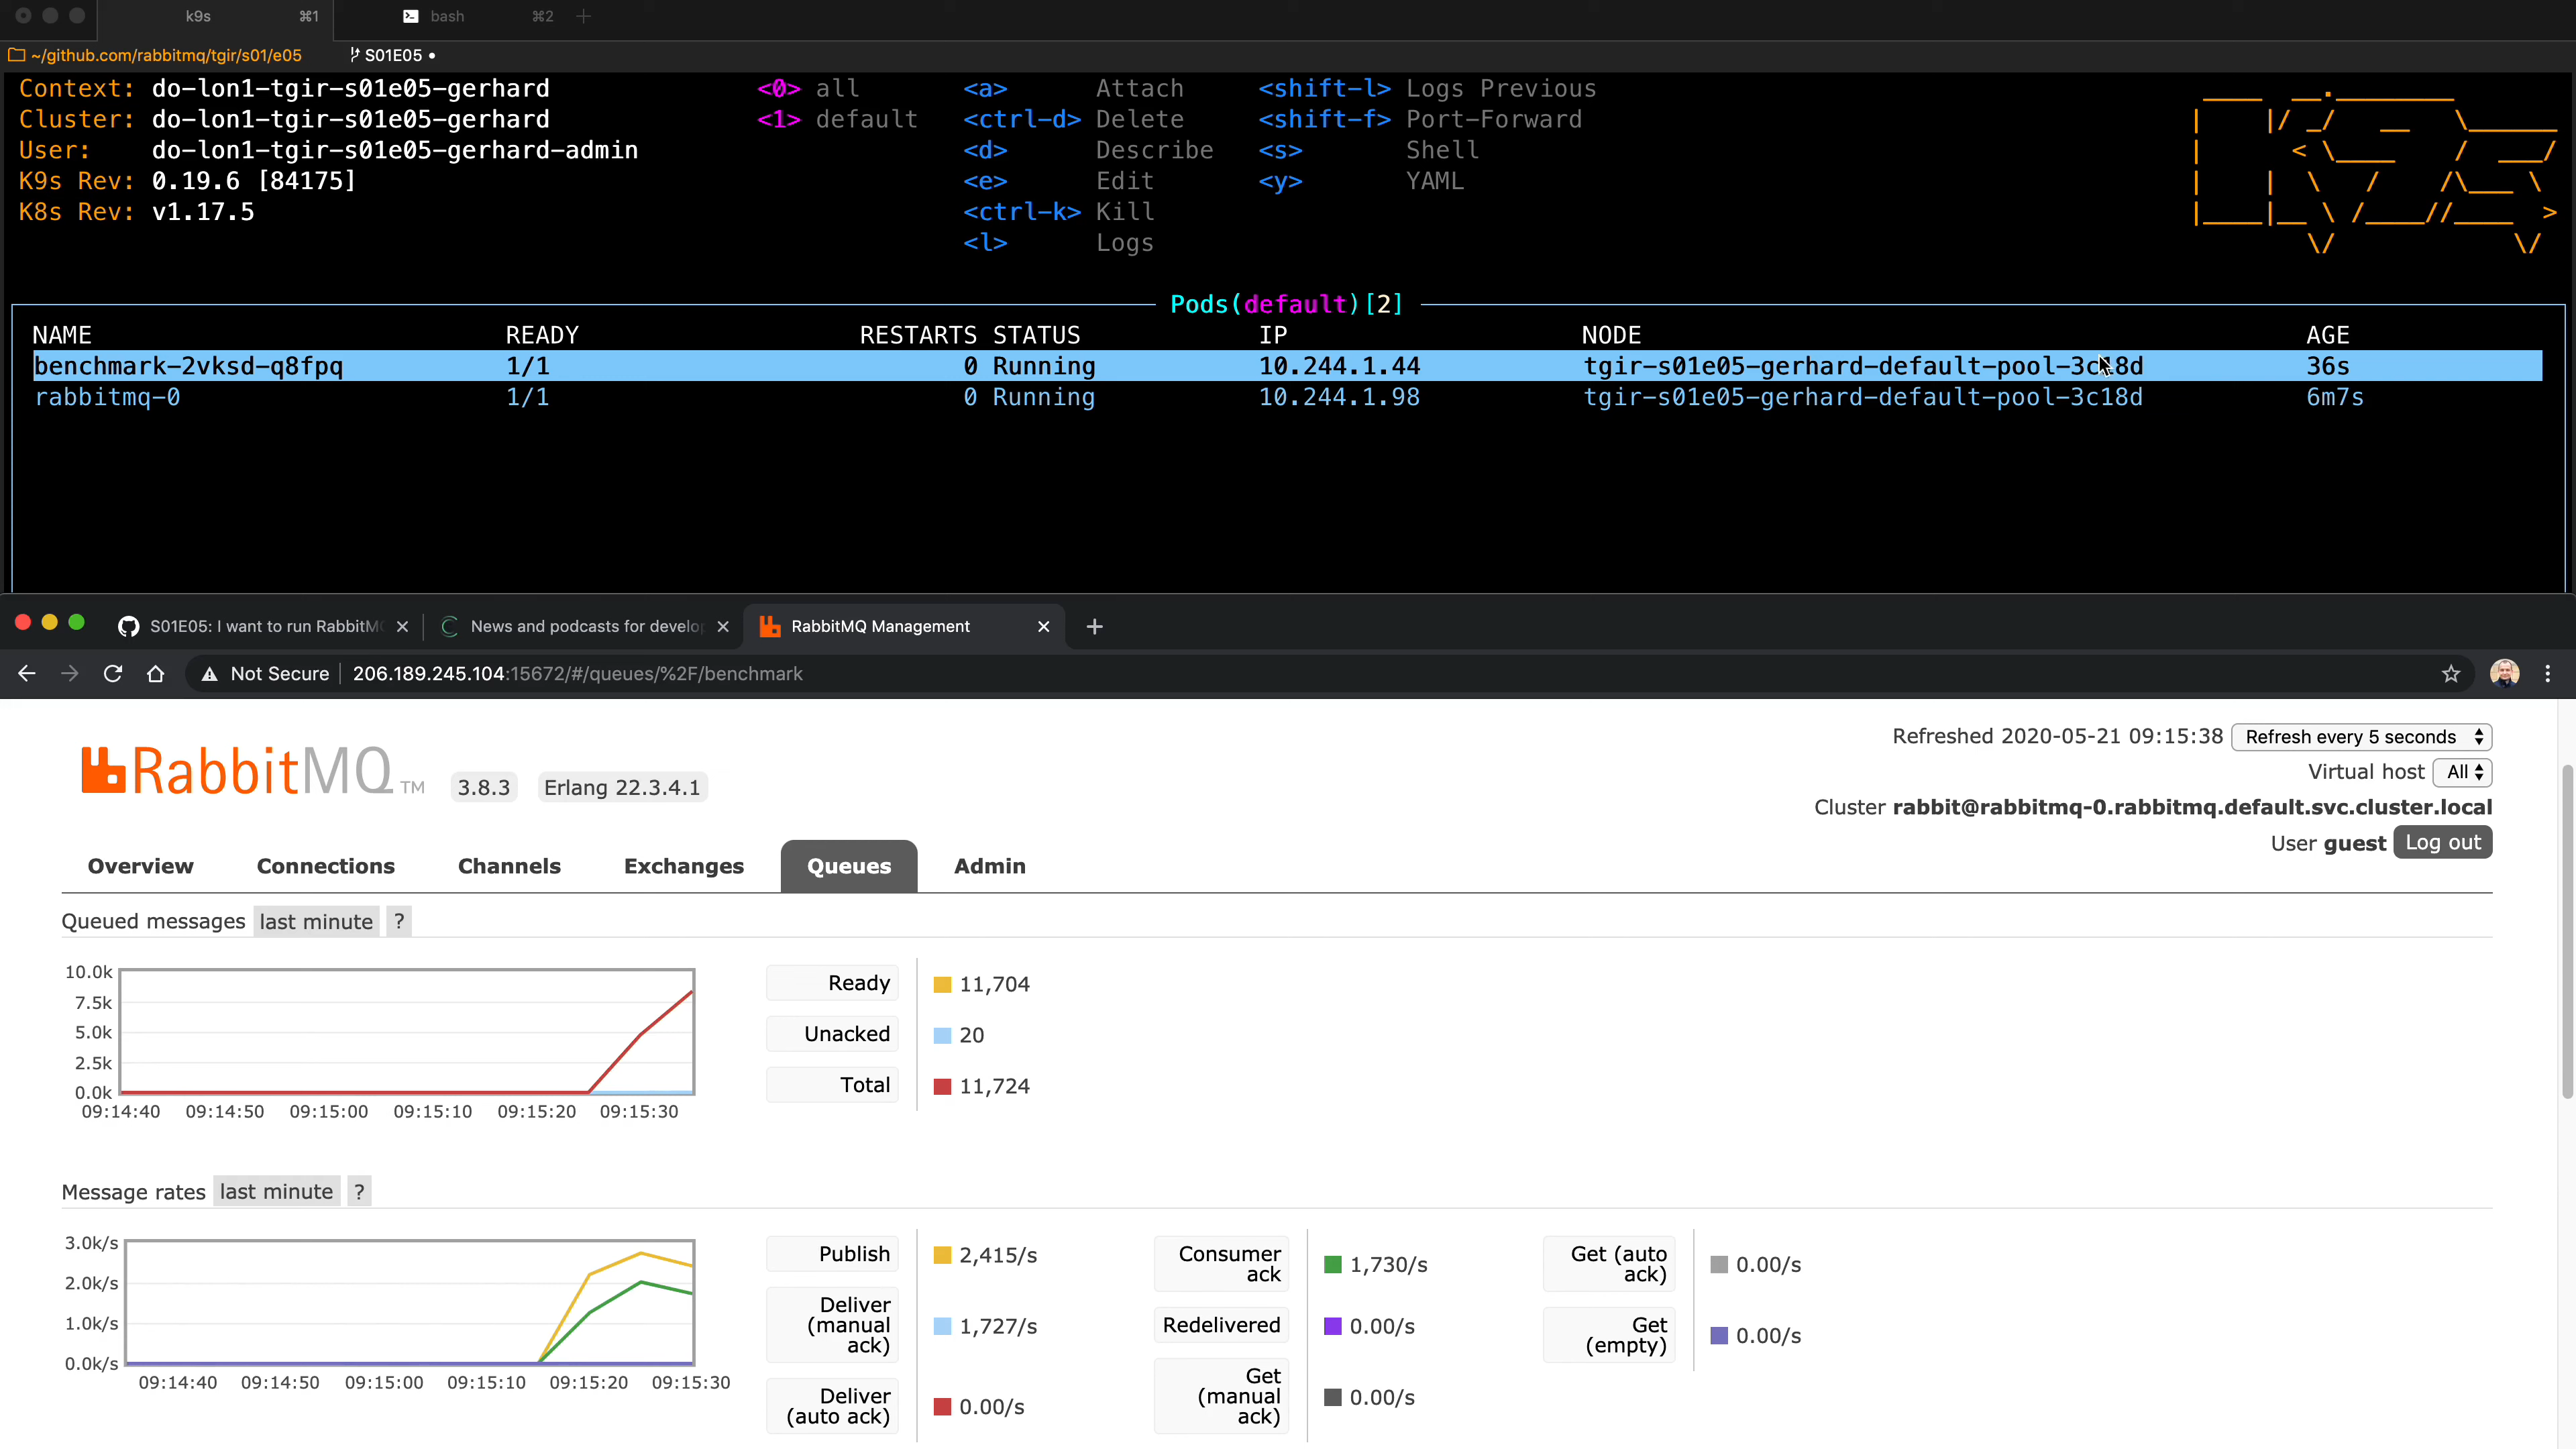 k9s ⌘1 bash ⌘2 +
~/github.com/rabbitmq/tgir/s01/e05 S01E05 •
Context: do-lon1-tgir-s01e05-gerhard <0> all <a> Attach <shift-l> Logs Previous
Cluster: do-lon1-tgir-s01e05-gerhard <1> default <ctrl-d> Delete <shift-f> Port-Forward
User: do-lon1-tgir-s01e05-gerhard-admin <d> Describe <s> Shell
K9s Rev: 0.19.6 [84175] <e> Edit <y> YAML
K8s Rev: v1.17.5 <ctrl-k> Kill
<l> Logs
K9s
Pods(default)[2]
NAME READY RESTARTS STATUS IP NODE AGE
benchmark-2vksd-q8fpq 1/1 0 Running 10.244.1.44 tgir-s01e05-gerhard-default-pool-3c18d 36s
rabbitmq-0 1/1 0 Running 10.244.1.98 tgir-s01e05-gerhard-default-pool-3c18d 6m7s
S01E05: I want to run RabbitM News and podcasts for develo RabbitMQ Management
Not Secure 206.189.245.104:15672/#/queues/%2F/benchmark
RabbitMQ TM 3.8.3 Erlang 22.3.4.1
Refreshed 2020-05-21 09:15:38 Refresh every 5 seconds
Virtual host All
Cluster rabbit@rabbitmq-0.rabbitmq.default.svc.cluster.local
User guest Log out
Overview Connections Channels Exchanges Queues Admin
Queued messages last minute ?
10.0k
7.5k
5.0k
2.5k
0.0k
09:14:40 09:14:50 09:15:00 09:15:10 09:15:20 09:15:30
Ready 11,704
Unacked 20
Total 11,724
Message rates last minute ?
3.0k/s
2.0k/s
1.0k/s
0.0k/s
09:14:40 09:14:50 09:15:00 09:15:10 09:15:20 09:15:30
Publish 2,415/s
Deliver
(manual 1,727/s
ack)
Deliver
(auto ack) 0.00/s
Consumer
ack 1,730/s
Redelivered 0.00/s
Get
(manual 0.00/s
ack)
Get (auto
ack) 0.00/s
Get
(empty) 0.00/s